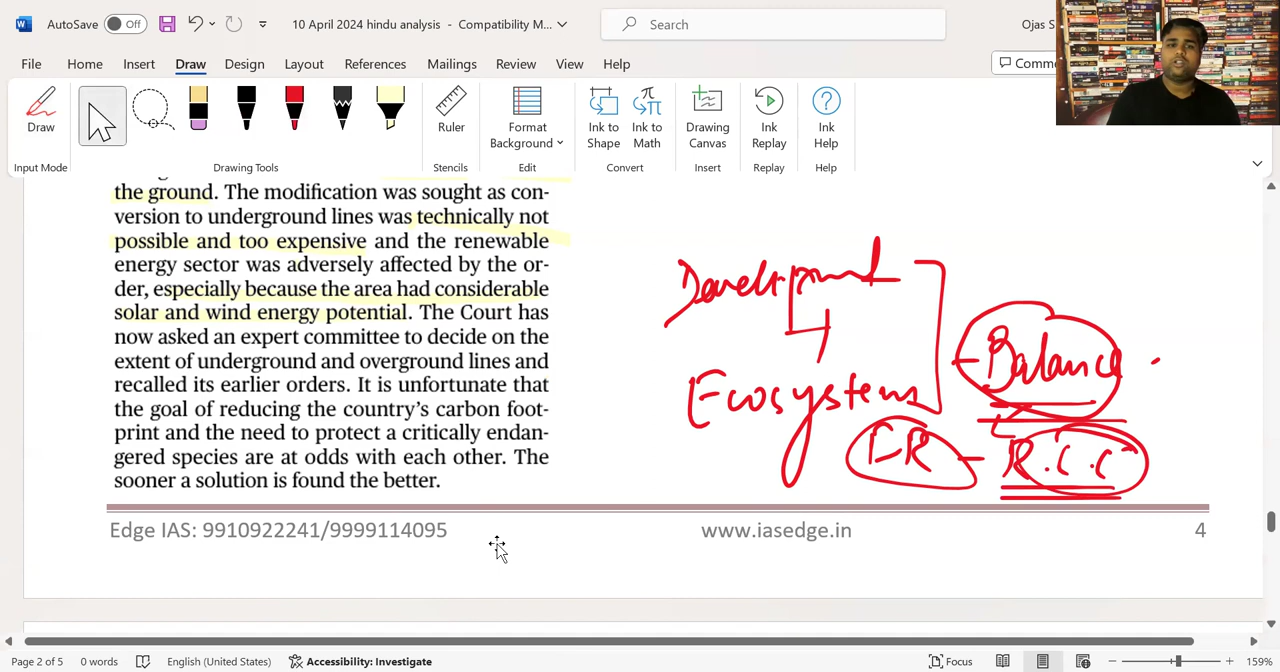 AutoSave Off 10 April 2024 hindu analysis - Compatibility M... Search Ojas S
File Home Insert Draw Design Layout References Mailings Review View Help Comm
Draw Ruler Format Background Ink to Shape Ink to Math Drawing Canvas Ink Replay Ink Help
Input Mode Drawing Tools Stencils Edit Convert Insert Replay Help
the ground. The modification was sought as con-
version to underground lines was technically not
possible and too expensive and the renewable
energy sector was adversely affected by the or-
der, especially because the area had considerable
solar and wind energy potential. The Court has
now asked an expert committee to decide on the
extent of underground and overground lines and
recalled its earlier orders. It is unfortunate that
the goal of reducing the country's carbon foot-
print and the need to protect a critically endan-
gered species are at odds with each other. The
sooner a solution is found the better.
Development
Ecosystem
Balance
R.C.C
Edge IAS: 9910922241/9999114095 www.iasedge.in 4
Page 2 of 5 0 words English (United States) Accessibility: Investigate Focus 159%